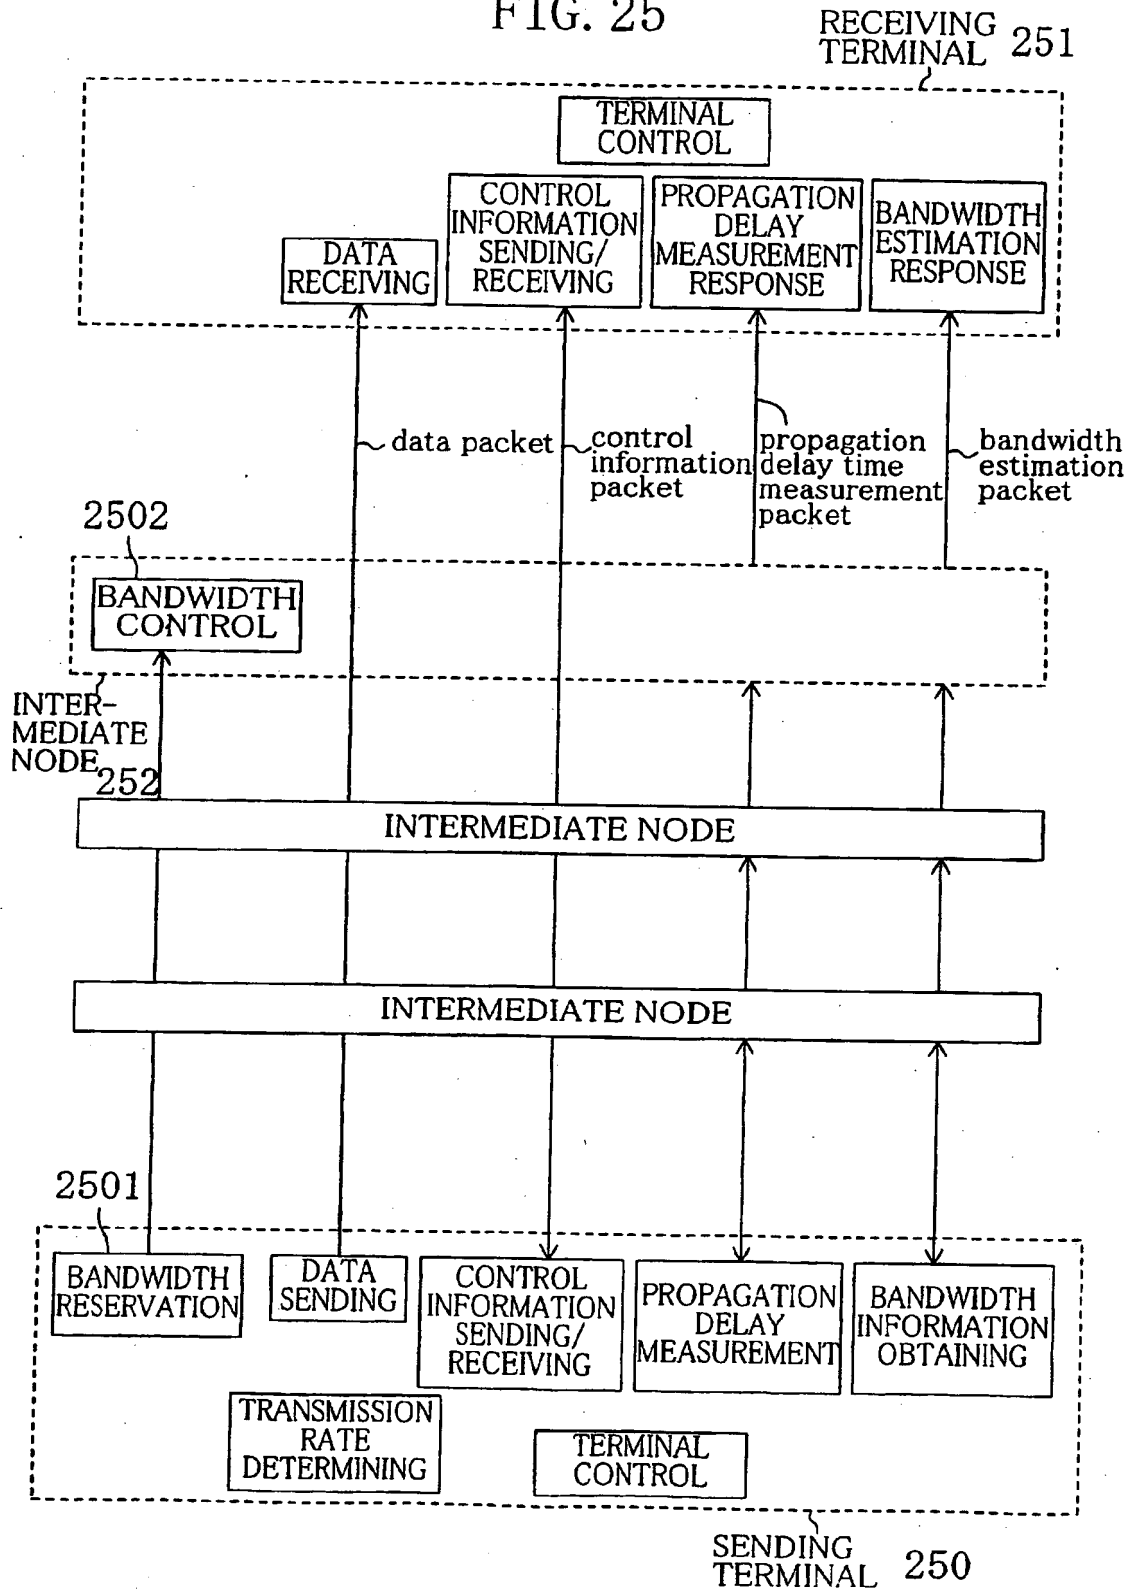 FIG. 25
RECEIVING
TERMINAL 251
TERMINAL
CONTROL
DATA
RECEIVING
CONTROL
INFORMATION
SENDING/
RECEIVING
PROPAGATION
DELAY
MEASUREMENT
RESPONSE
BANDWIDTH
ESTIMATION
RESPONSE
data packet
control
information
packet
propagation
delay time
measurement
packet
bandwidth
estimation
packet
2502
BANDWIDTH
CONTROL
INTER-
MEDIATE
NODE
252
INTERMEDIATE NODE
INTERMEDIATE NODE
2501
BANDWIDTH
RESERVATION
DATA
SENDING
CONTROL
INFORMATION
SENDING/
RECEIVING
PROPAGATION
DELAY
MEASUREMENT
BANDWIDTH
INFORMATION
OBTAINING
TRANSMISSION
RATE
DETERMINING
TERMINAL
CONTROL
SENDING
TERMINAL 250